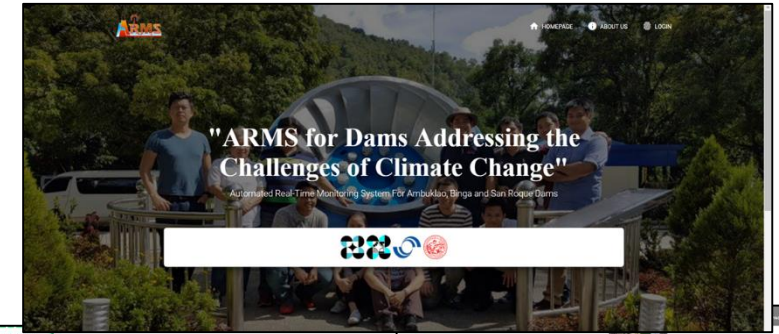 ARMS
HOMEPAGE ABOUT US LOGIN
"ARMS for Dams Addressing the
Challenges of Climate Change"
Automated Real-Time Monitoring System For Ambuklao, Binga and San Roque Dams